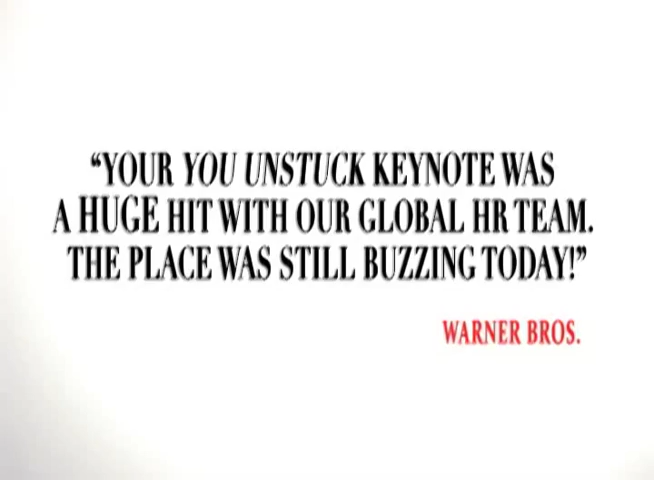 “YOUR YOU UNSTUCK KEYNOTE WAS
A HUGE HIT WITH OUR GLOBAL HR TEAM.
THE PLACE WAS STILL BUZZING TODAY!”
WARNER BROS.